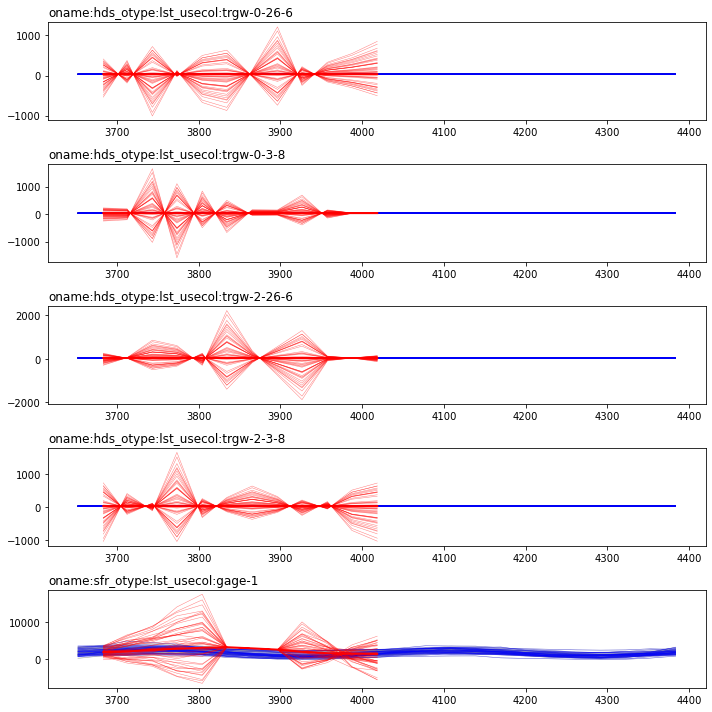 oname:hds_otype:lst_usecol:trgw-0-26-6
1000
0
−1000
3700 3800 3900 4000 4100 4200 4300 4400
oname:hds_otype:lst_usecol:trgw-0-3-8
1000
0
−1000
3700 3800 3900 4000 4100 4200 4300 4400
oname:hds_otype:lst_usecol:trgw-2-26-6
2000
0
−2000
3700 3800 3900 4000 4100 4200 4300 4400
oname:hds_otype:lst_usecol:trgw-2-3-8
1000
0
−1000
3700 3800 3900 4000 4100 4200 4300 4400
oname:sfr_otype:lst_usecol:gage-1
10000
0
3700 3800 3900 4000 4100 4200 4300 4400